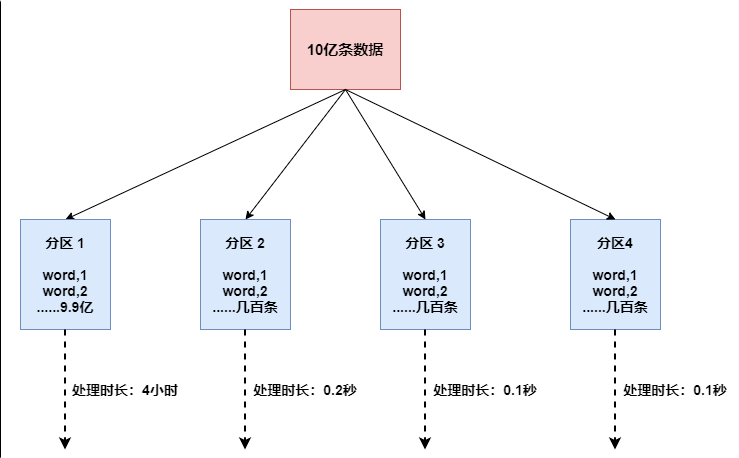 10亿条数据
分区 1
word,1
word,2
......9.9亿
分区 2
word,1
word,2
......几百条
分区 3
word,1
word,2
......几百条
分区4
word,1
word,2
......几百条
处理时长：4小时
处理时长：0.2秒
处理时长：0.1秒
处理时长：0.1秒